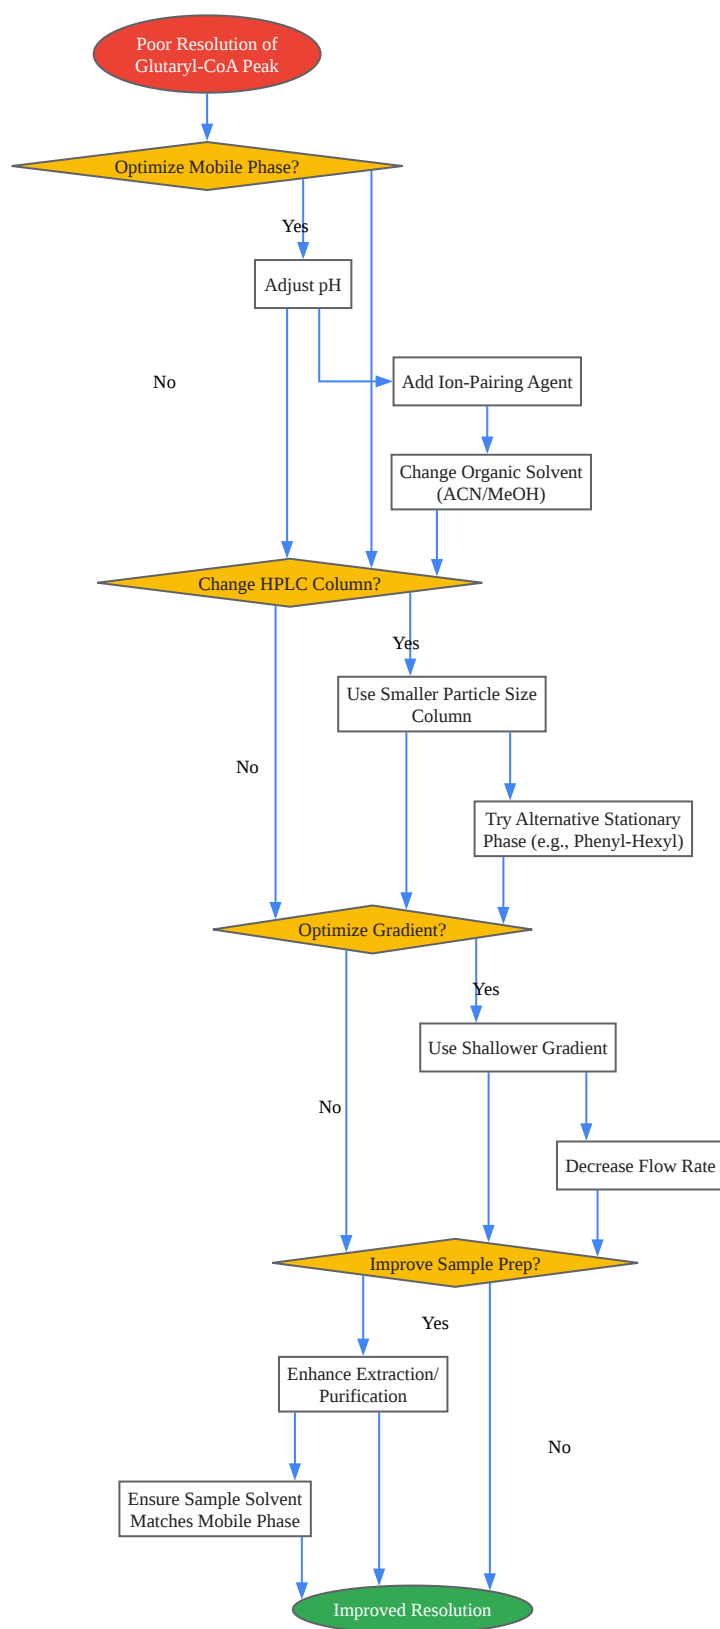 Poor Resolution of
Glutaryl-CoA Peak
Optimize Mobile Phase?
Yes
Adjust pH
No
Add Ion-Pairing Agent
Change Organic Solvent
(ACN/MeOH)
Change HPLC Column?
Yes
Use Smaller Particle Size
Column
No
Try Alternative Stationary
Phase (e.g., Phenyl-Hexyl)
Optimize Gradient?
Yes
Use Shallower Gradient
No
Decrease Flow Rate
Improve Sample Prep?
Yes
Enhance Extraction/
Purification
No
Ensure Sample Solvent
Matches Mobile Phase
Improved Resolution